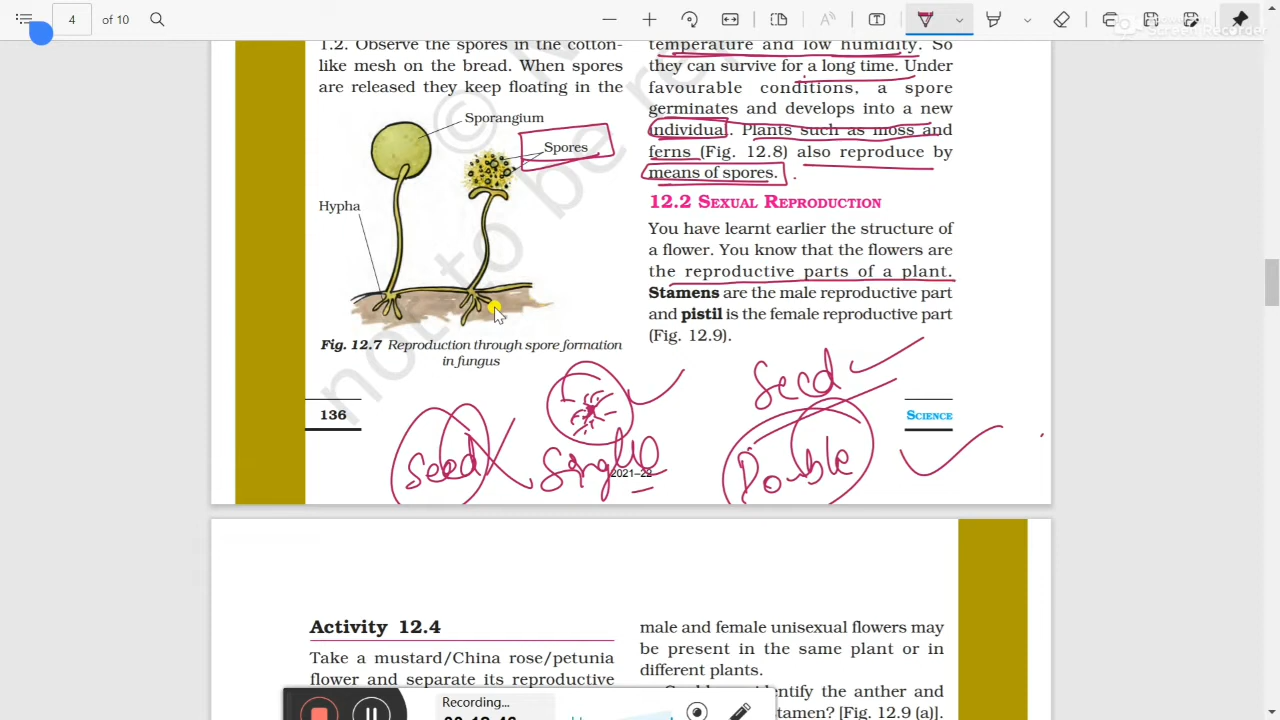 4 of 10
1.2. Observe the spores in the cotton-
like mesh on the bread. When spores
are released they keep floating in the
Sporangium
Spores
Hypha
Fig. 12.7 Reproduction through spore formation
in fungus
136
temperature and low humidity. So
they can survive for a long time. Under
favourable conditions, a spore
germinates and develops into a new
individual. Plants such as moss and
ferns (Fig. 12.8) also reproduce by
means of spores.
12.2 SEXUAL REPRODUCTION
You have learnt earlier the structure of
a flower. You know that the flowers are
the reproductive parts of a plant.
Stamens are the male reproductive part
and pistil is the female reproductive part
(Fig. 12.9).
SCIENCE
Seed
Seed
Single
Double
2021–22
Activity 12.4
Take a mustard/China rose/petunia
flower and separate its reproductive
male and female unisexual flowers may
be present in the same plant or in
different plants.
identify the anther and
Recording...